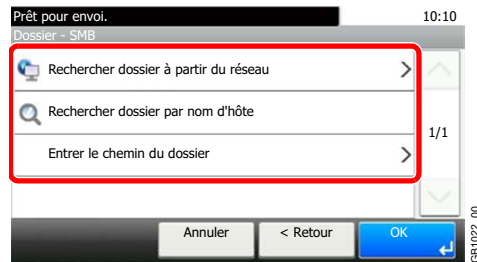 Prêt pour envoi. 10:10
Dossier - SMB
Rechercher dossier à partir du réseau
Rechercher dossier par nom d'hôte
1/1
Entrer le chemin du dossier
Annuler < Retour OK
GB1022_00